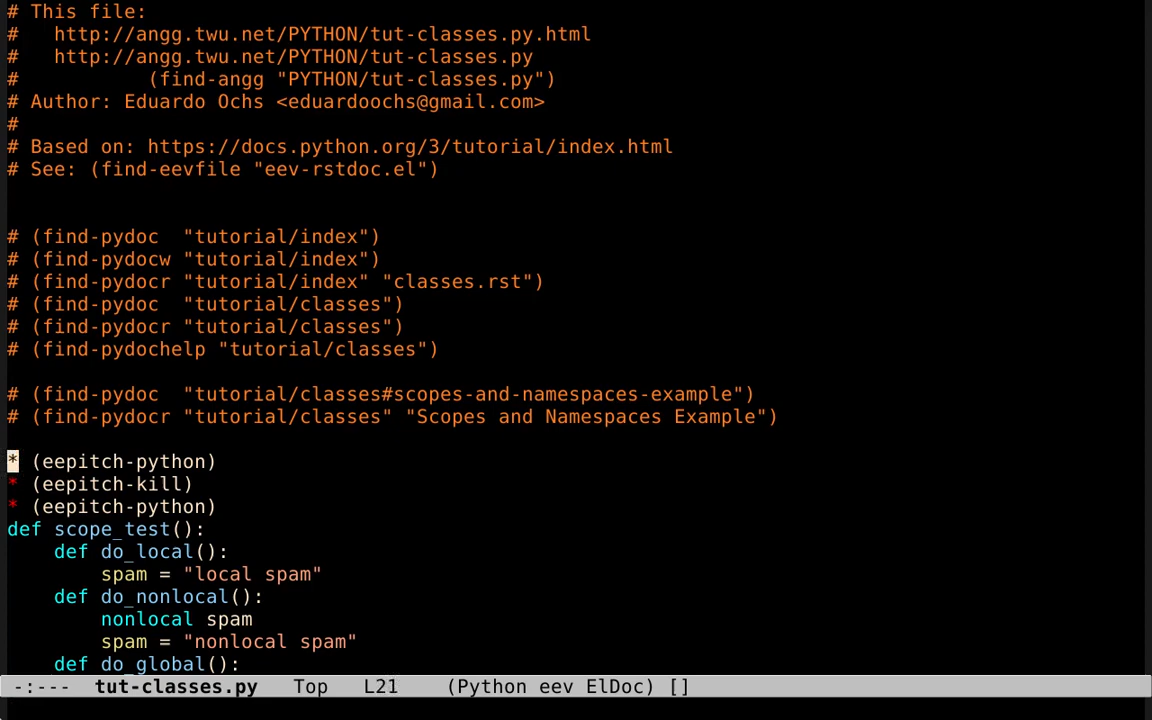 # This file:
#   http://angg.twu.net/PYTHON/tut-classes.py.html
#   http://angg.twu.net/PYTHON/tut-classes.py
#           (find-angg "PYTHON/tut-classes.py")
# Author: Eduardo Ochs <eduardoochs@gmail.com>
#
# Based on: https://docs.python.org/3/tutorial/index.html
# See: (find-eevfile "eev-rstdoc.el")
# (find-pydoc  "tutorial/index")
# (find-pydocw "tutorial/index")
# (find-pydocr "tutorial/index" "classes.rst")
# (find-pydoc  "tutorial/classes")
# (find-pydocr "tutorial/classes")
# (find-pydochelp "tutorial/classes")
# (find-pydoc  "tutorial/classes#scopes-and-namespaces-example")
# (find-pydocr "tutorial/classes" "Scopes and Namespaces Example")
* (eepitch-python)
* (eepitch-kill)
* (eepitch-python)
def scope_test():
    def do_local():
        spam = "local spam"
    def do_nonlocal():
        nonlocal spam
        spam = "nonlocal spam"
    def do_global():
-:---  tut-classes.py   Top   L21    (Python eev ElDoc) []